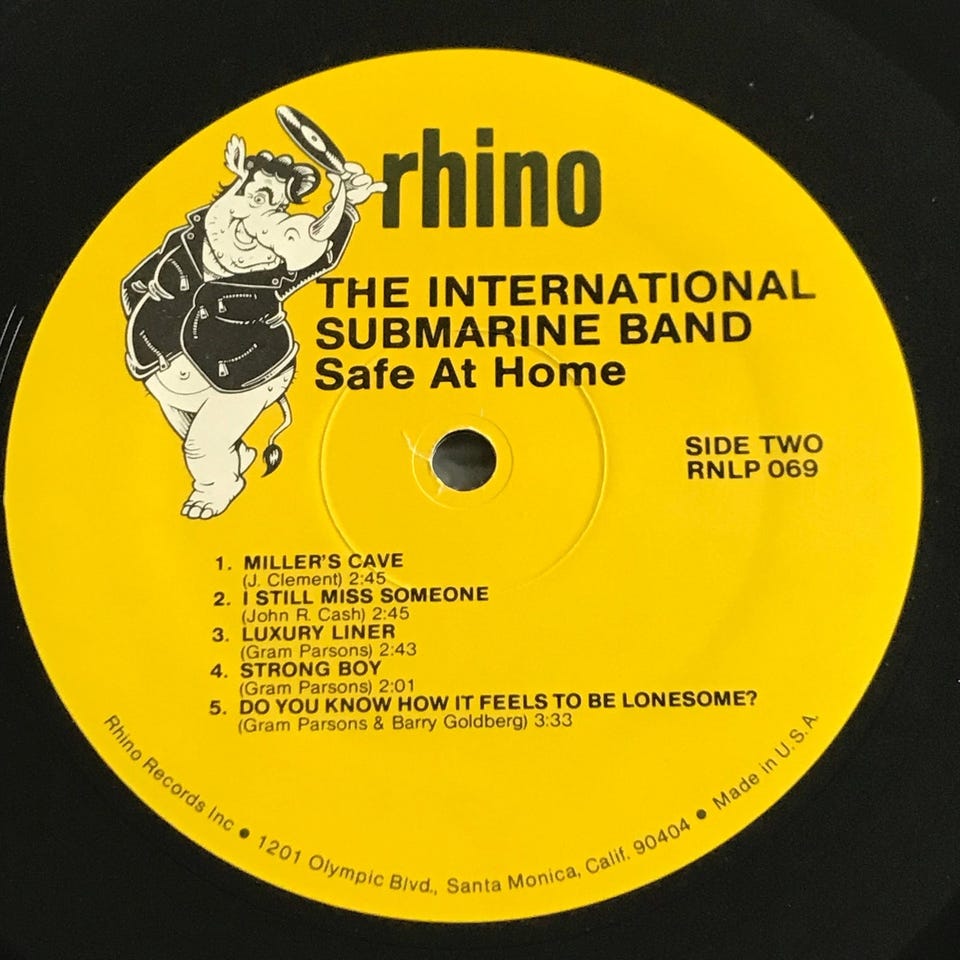 rhino
THE INTERNATIONAL
SUBMARINE BAND
Safe At Home
SIDE TWO
RNLP 069
1. MILLER'S CAVE
(J. Clement) 2:45
2. I STILL MISS SOMEONE
(John R. Cash) 2:45
3. LUXURY LINER
(Gram Parsons) 2:43
4. STRONG BOY
(Gram Parsons) 2:01
5. DO YOU KNOW HOW IT FEELS TO BE LONESOME?
(Gram Parsons & Barry Goldberg) 3:33
Rhino Records Inc • 1201 Olympic Blvd., Santa Monica, Calif. 90404 • Made in U.S.A.